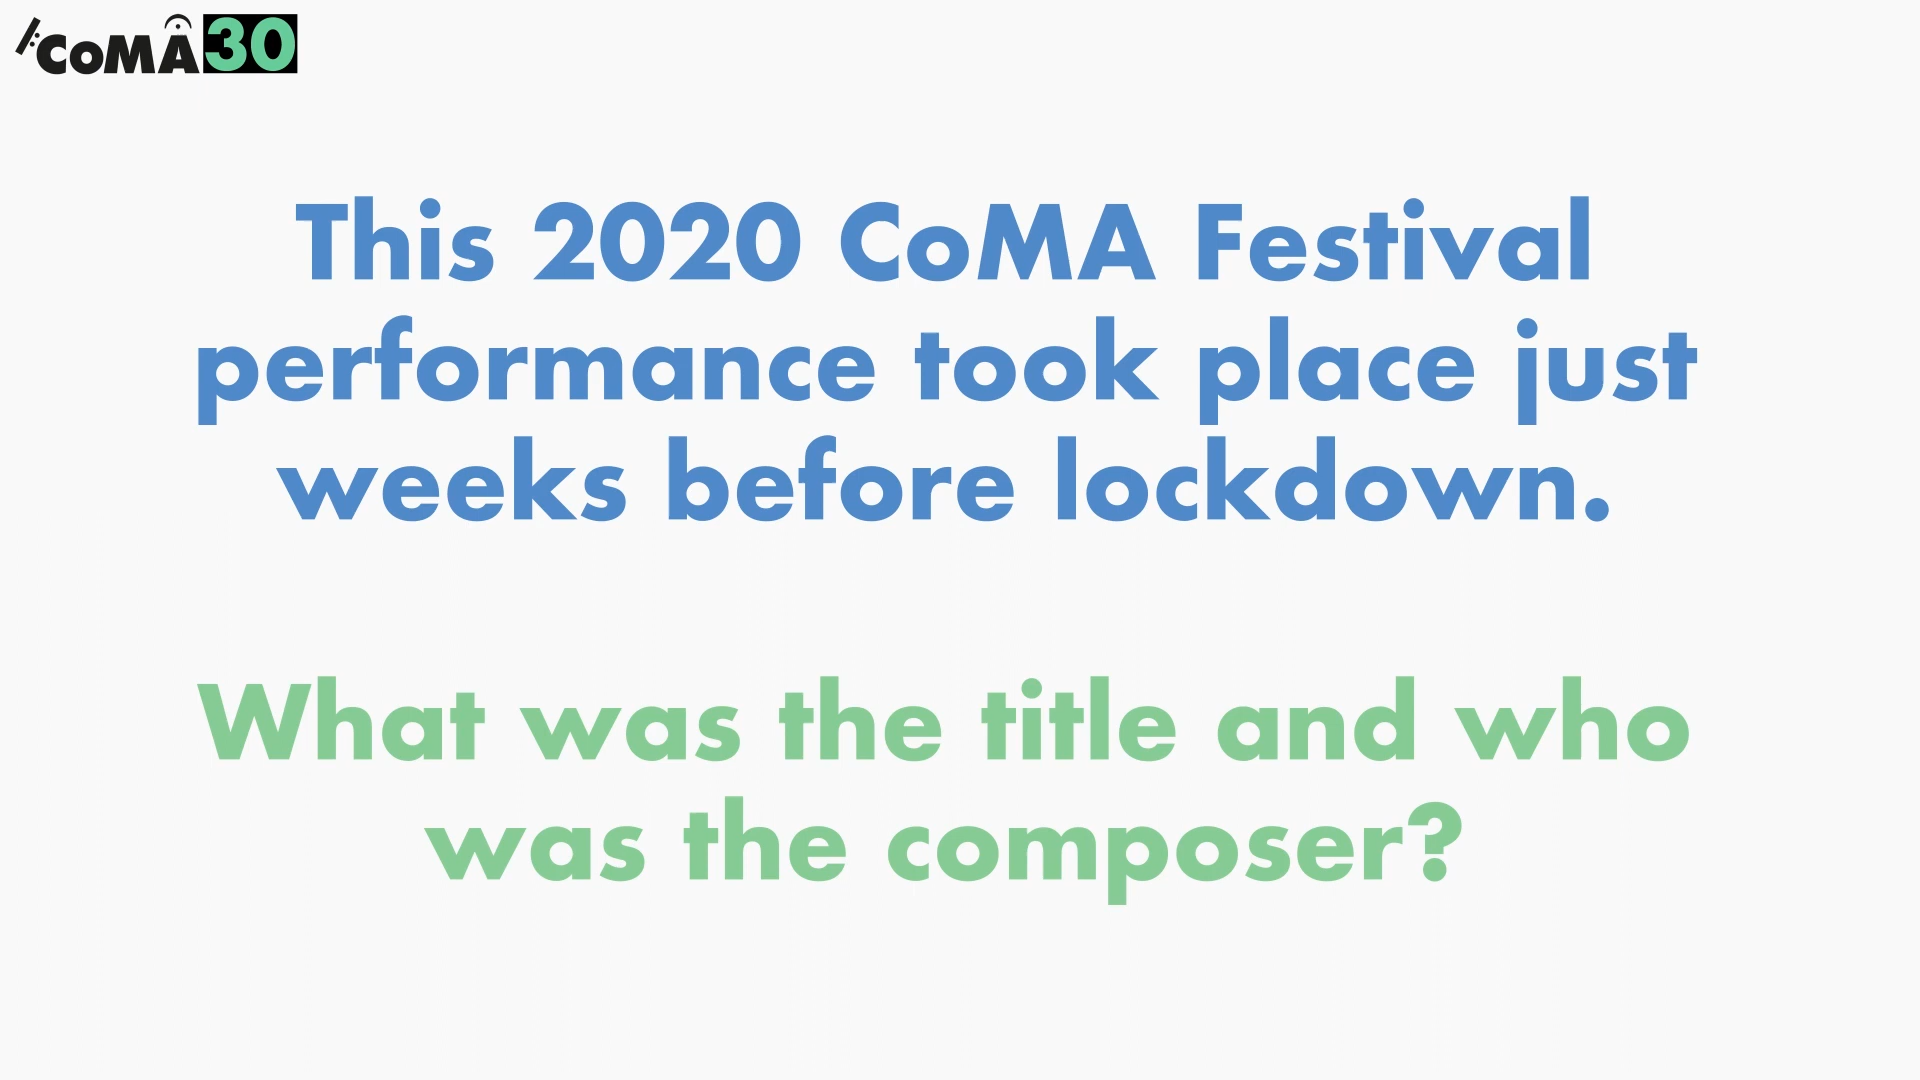 CoMA30
This 2020 CoMA Festival
performance took place just
weeks before lockdown.
What was the title and who
was the composer?